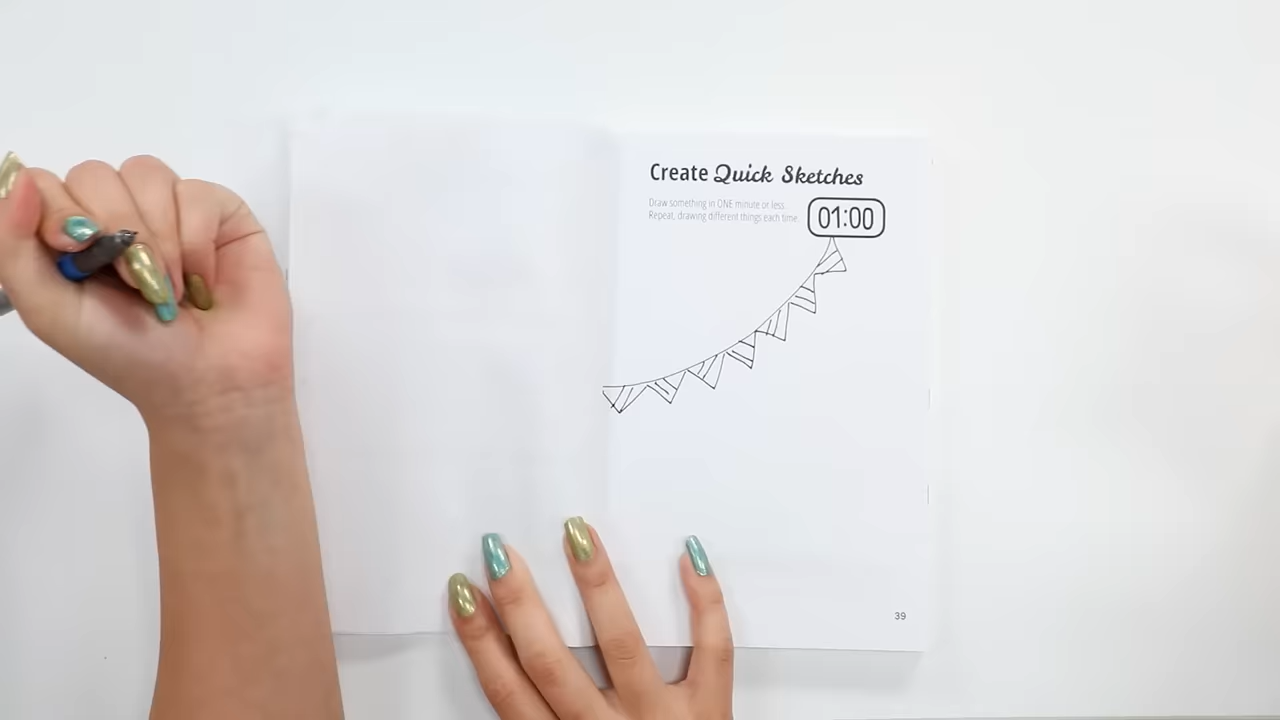 Create Quick Sketches
Draw something in ONE minute or less.
Repeat, drawing different things each time.
01:00
39